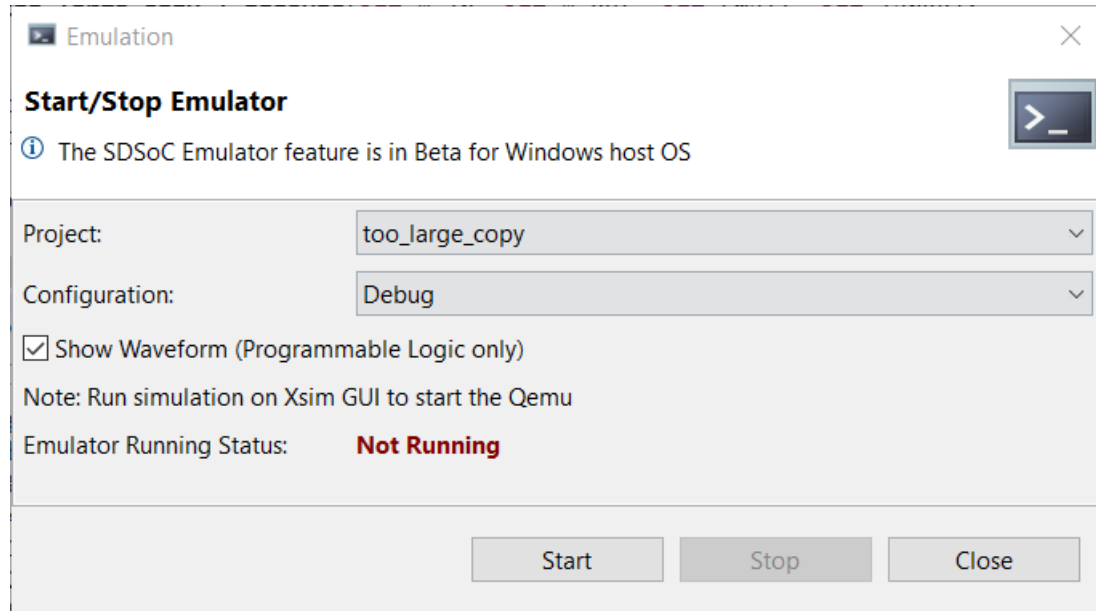 Emulation
Start/Stop Emulator
The SDSoC Emulator feature is in Beta for Windows host OS
Project: too_large_copy
Configuration: Debug
Show Waveform (Programmable Logic only)
Note: Run simulation on Xsim GUI to start the Qemu
Emulator Running Status: Not Running
Start Stop Close